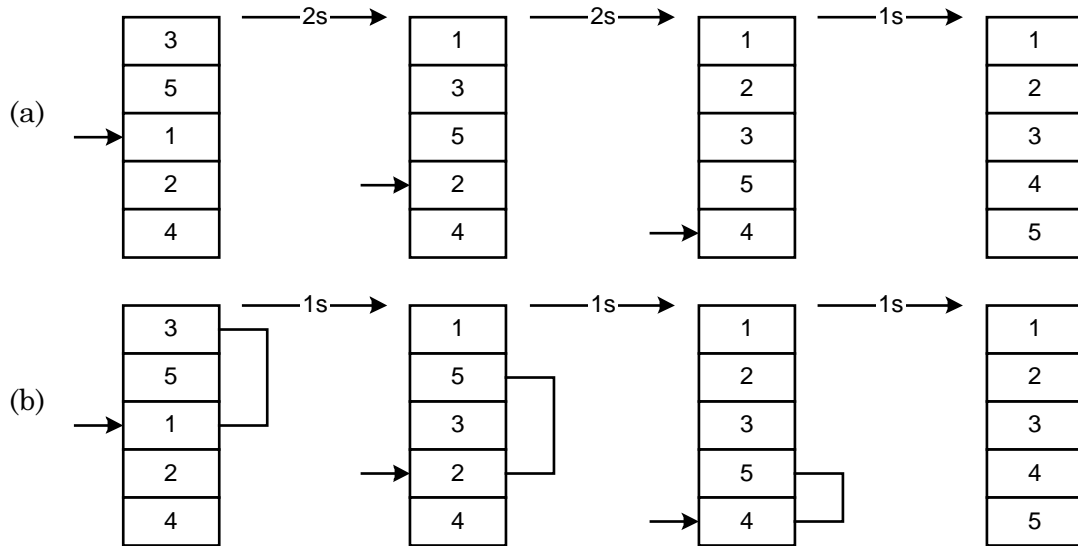 2s 2s 1s
3 1 1 1
5 3 2 2
(a)
1 5 3 3
2 2 5 4
4 4 4 5
1s 1s 1s
3 1 1 1
5 5 2 2
(b)
1 3 3 3
2 2 5 4
4 4 4 5